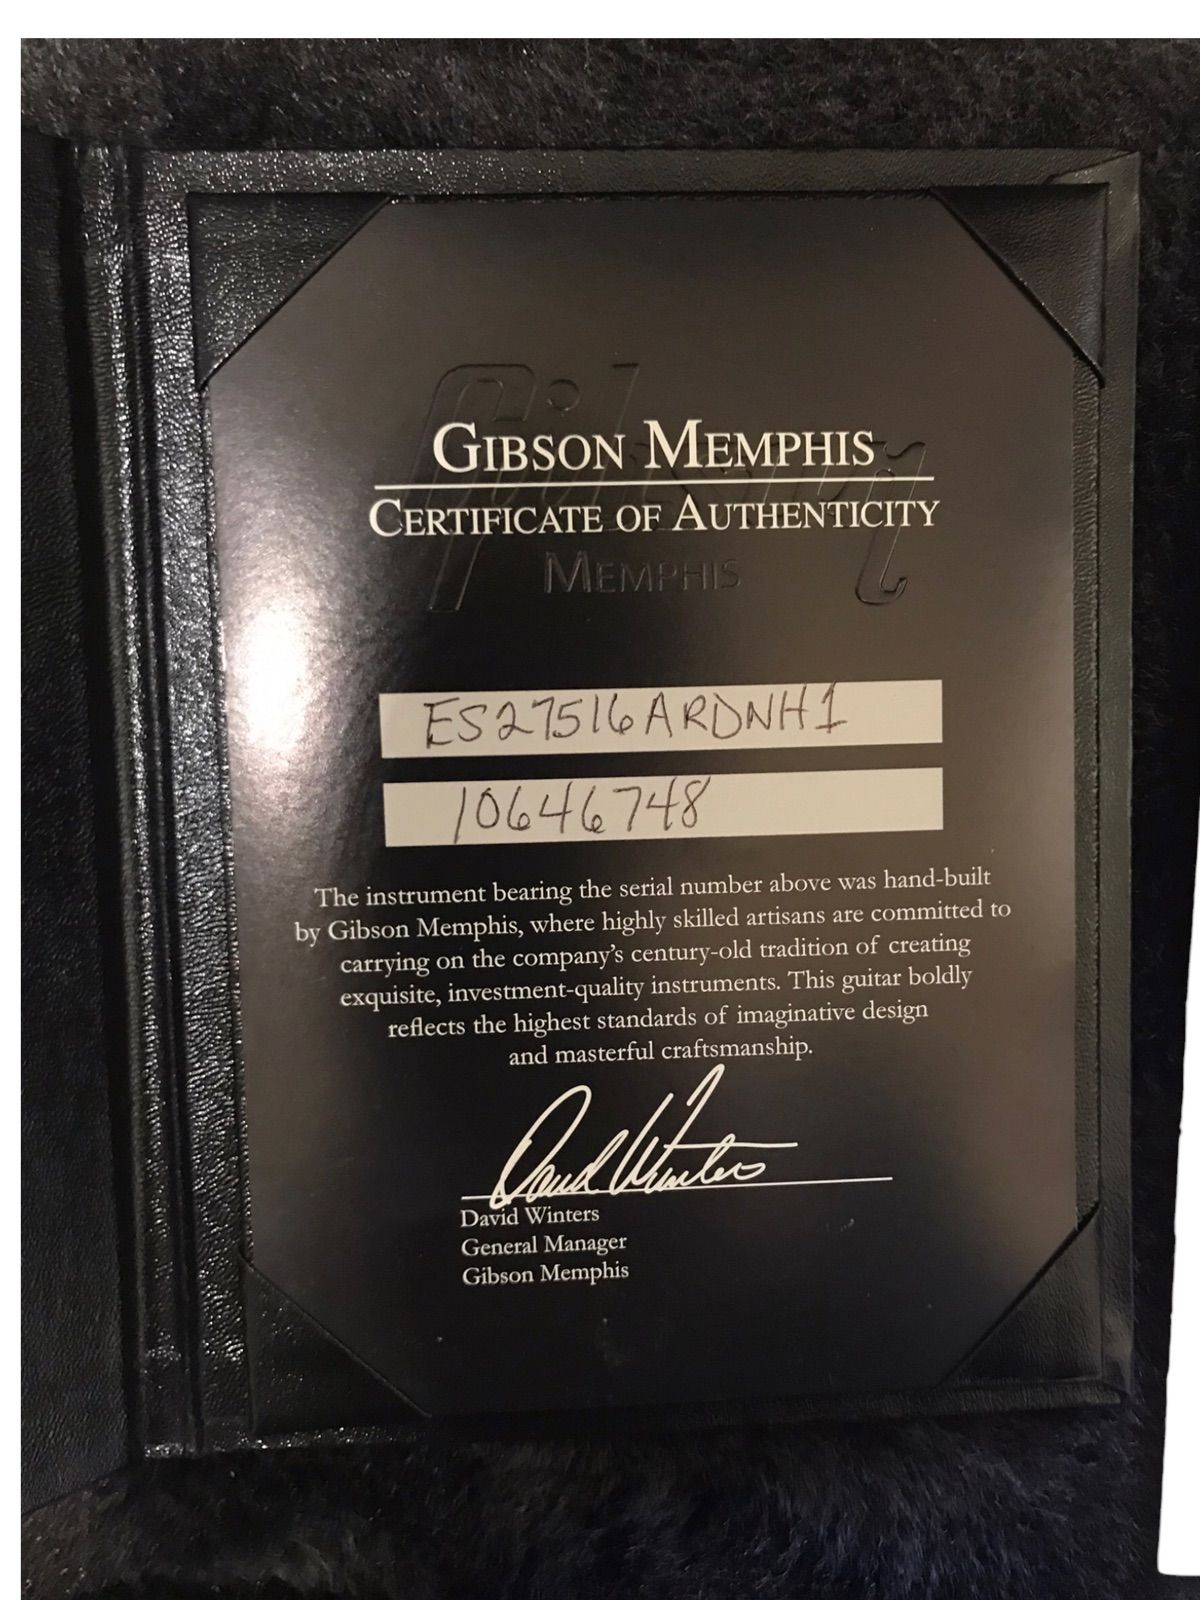 GIBSON MEMPHIS
CERTIFICATE OF AUTHENTICITY
Gibson
MEMPHIS
ES27516ARDNH1
10646748
The instrument bearing the serial number above was hand-built
by Gibson Memphis, where highly skilled artisans are committed to
carrying on the company's century-old tradition of creating
exquisite, investment-quality instruments. This guitar boldly
reflects the highest standards of imaginative design
and masterful craftsmanship.
David Winters
David Winters
General Manager
Gibson Memphis